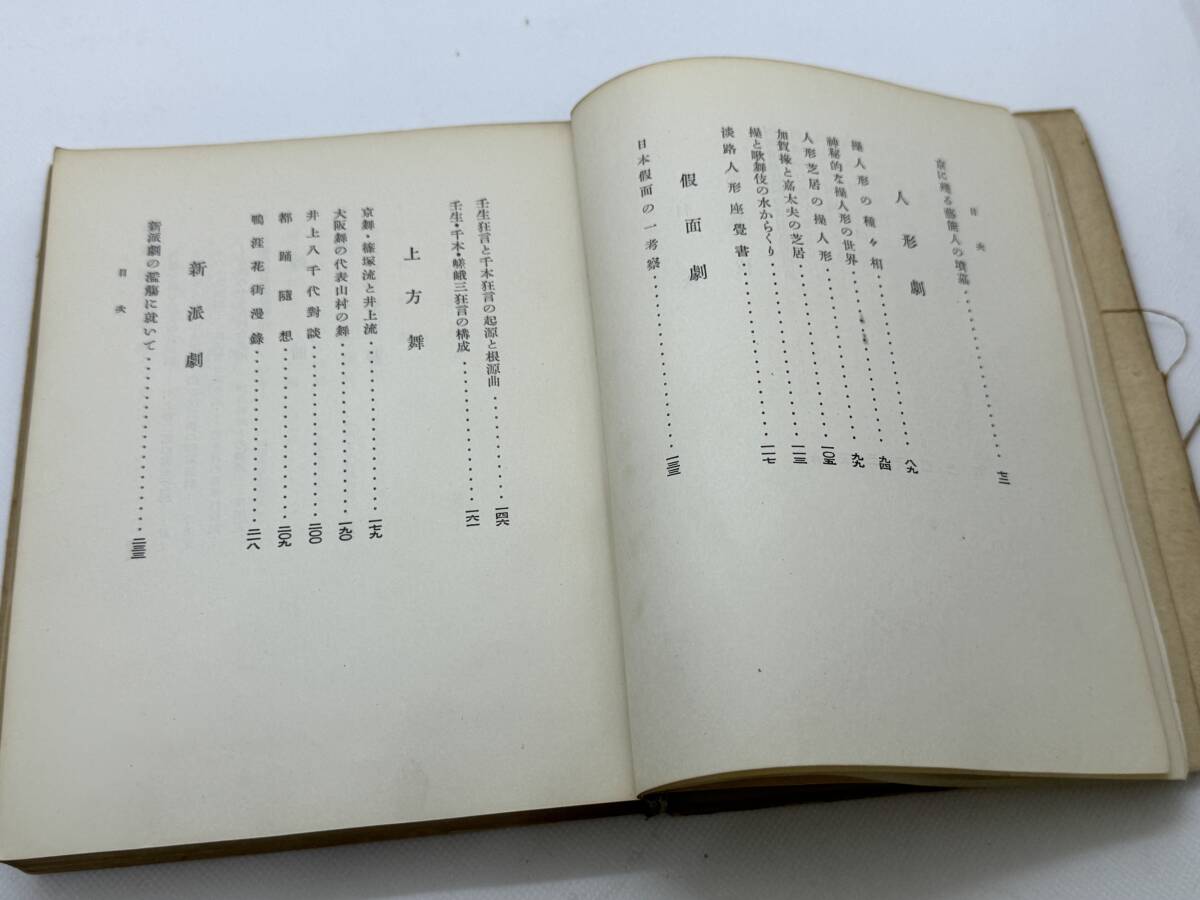 目次
京に殘る藝能人の墳墓・・・・・・・・・・・・・・・・・七三
人形劇・・・・・・・・・・・・・・・・・八九
操人形の種々相・・・・・・・・・・・・・・九四
神秘的な操人形の世界・・・・・・・・・・・九九
人形芝居の操人形・・・・・・・・・・・・・一〇五
加賀掾と嘉太夫の芝居・・・・・・・・・・・一一三
操と歌舞伎の水からくり・・・・・・・・・・一一七
淡路人形座覺書
假面劇
日本假面の一考察・・・・・・・・・・・・・・一三三
壬生狂言と千本狂言の起源と根源曲・・・・・・・・一四六
壬生・千本・嵯峨三狂言の構成・・・・・・・・・・・一六一
上方舞
京舞・篠塚流と井上流・・・・・・・・・・・・・・一七九
大阪舞の代表山村の舞・・・・・・・・・・・・・・一九〇
井上八千代對談・・・・・・・・・・・・・・・・・二〇〇
都踊隨想・・・・・・・・・・・・・・・・・・・・二〇九
鴨涯花街漫錄・・・・・・・・・・・・・・・・・・二一八
新派劇
新派劇の濫觴に就いて・・・・・・・・・・・・・・・二三三
目次